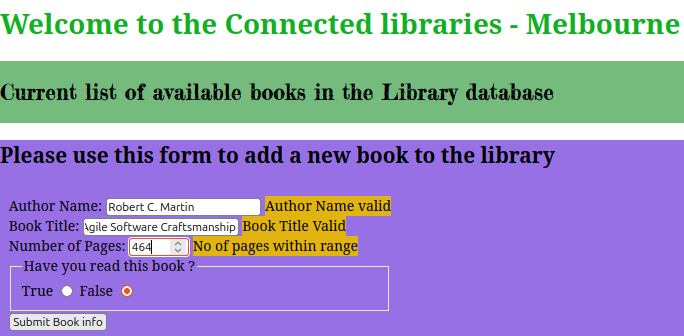 Welcome to the Connected libraries - Melbourne
Current list of available books in the Library database
Please use this form to add a new book to the library
Author Name: Robert C. Martin Author Name valid
Book Title: Agile Software Craftsmanship Book Title Valid
Number of Pages: 464 No of pages within range
Have you read this book ?
True False
Submit Book info